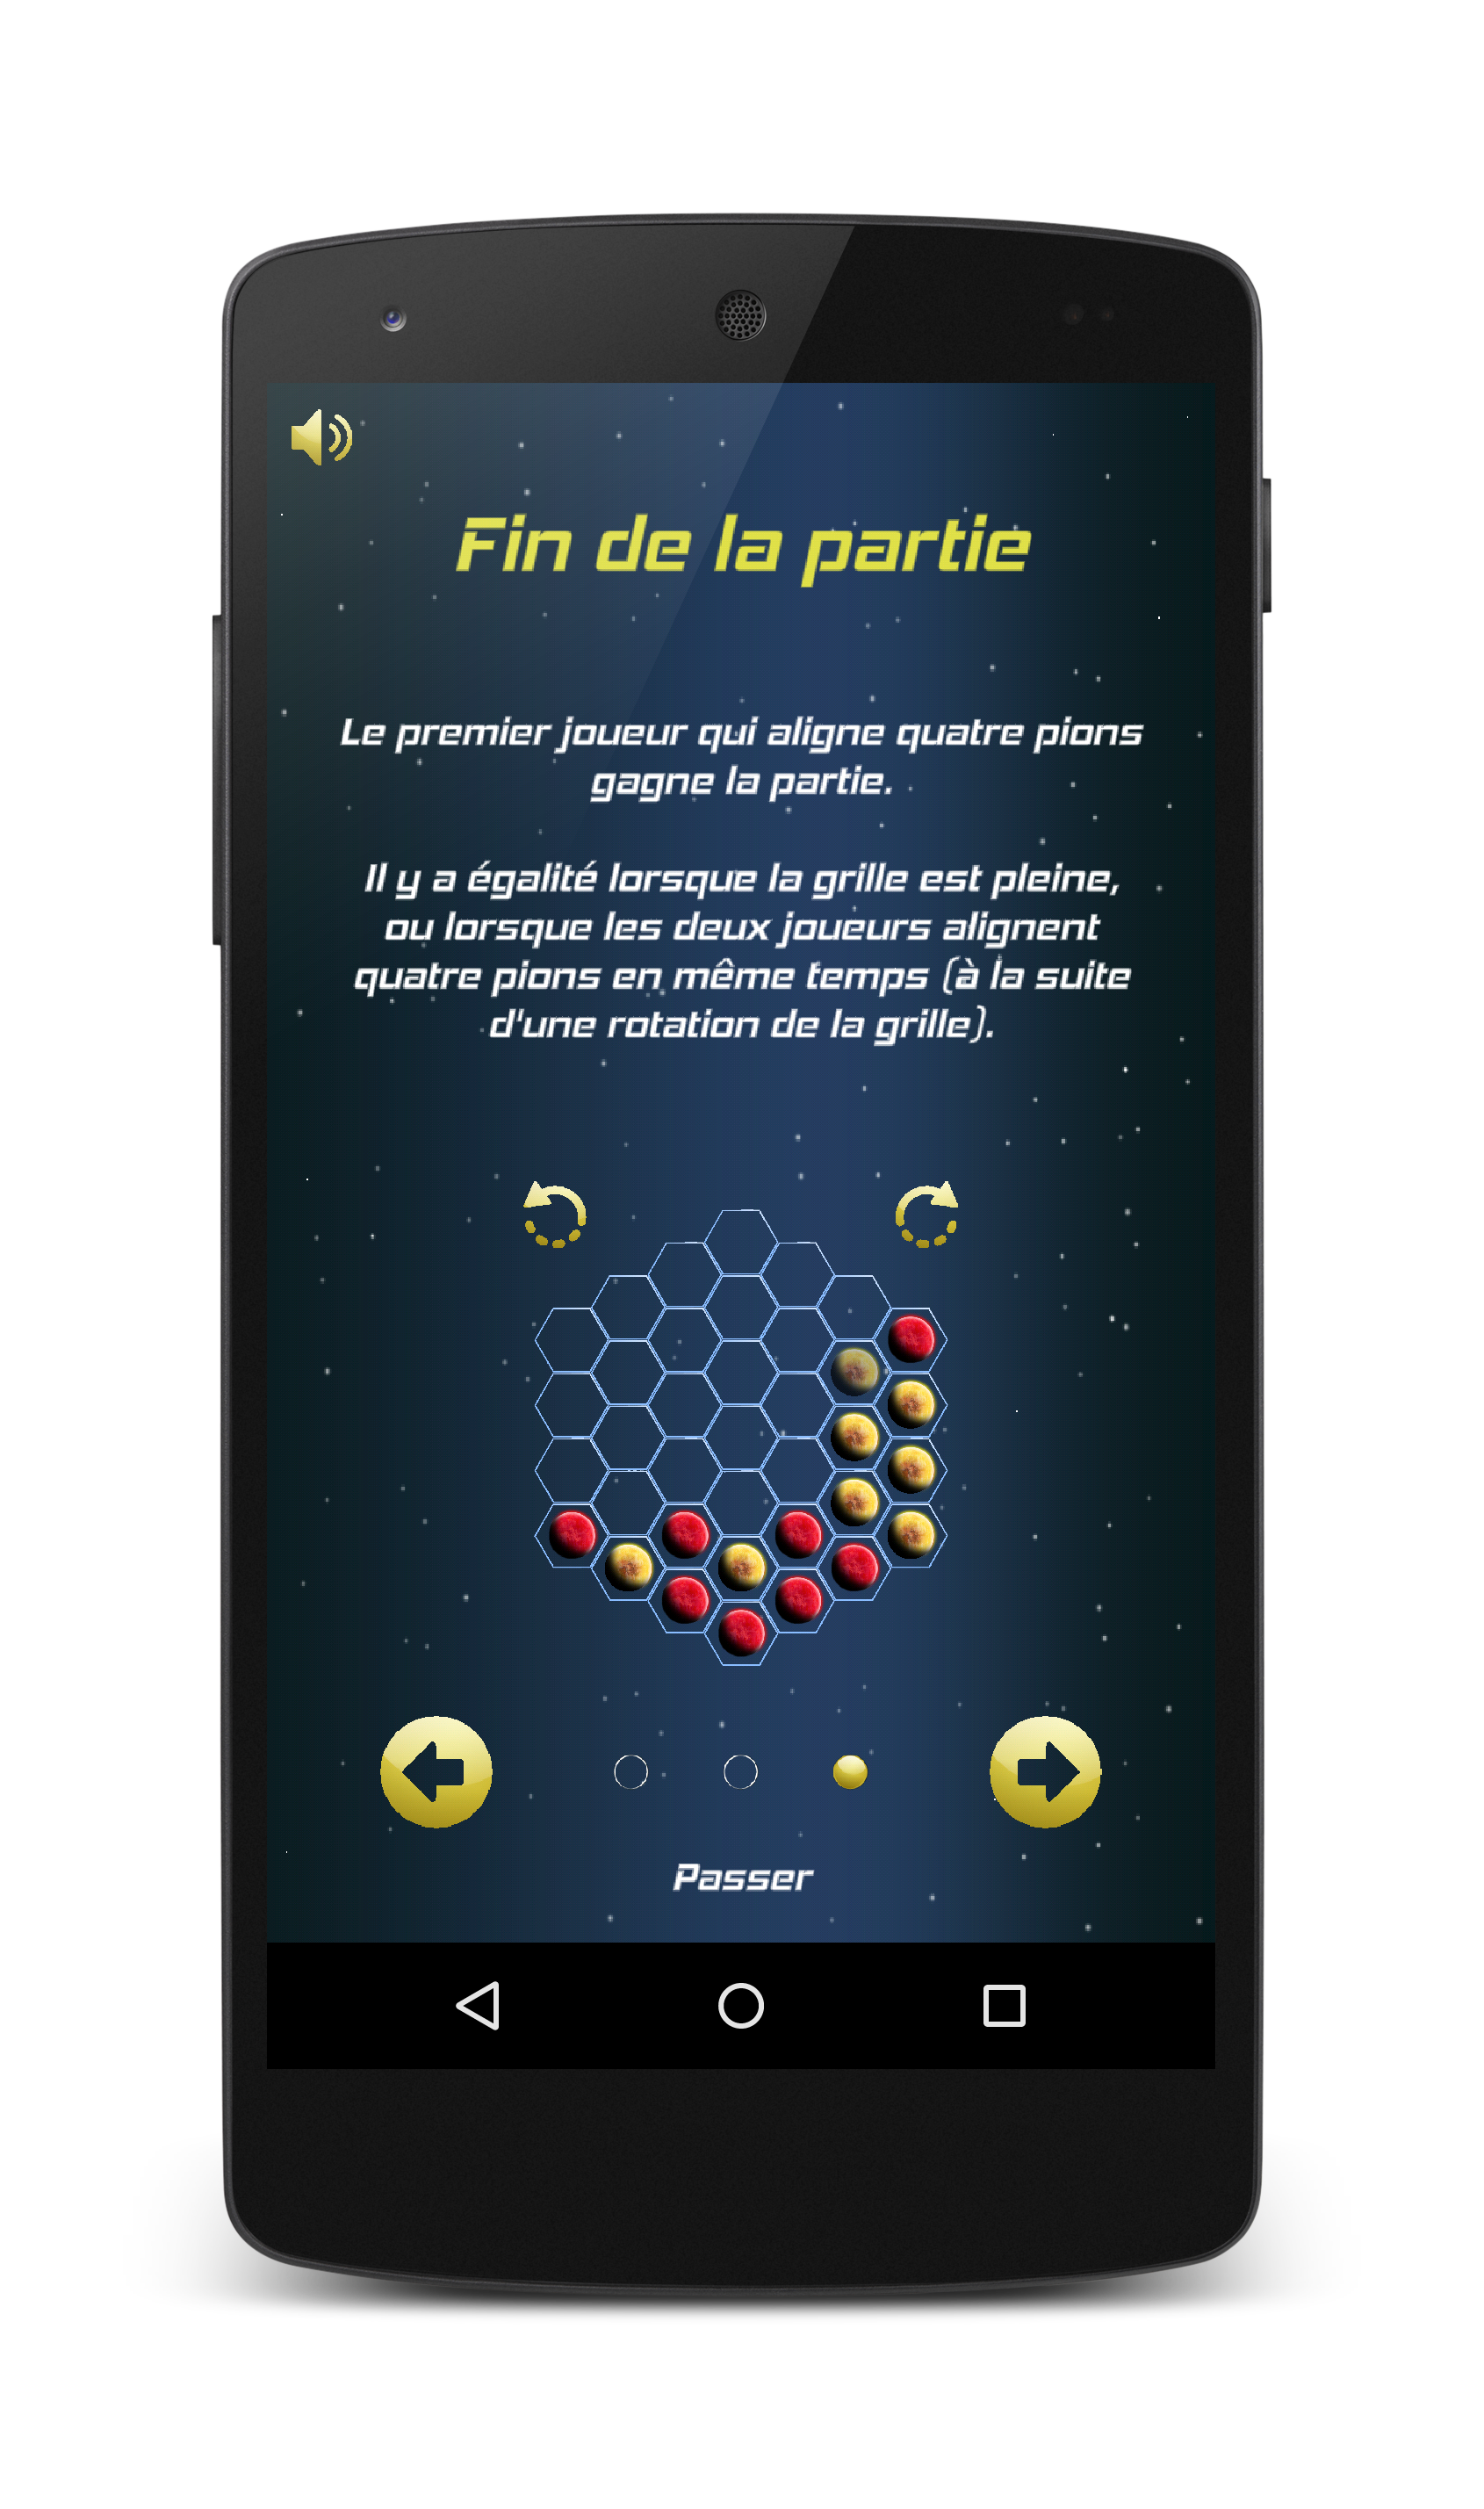 Fin de la partie
Le premier joueur qui aligne quatre pions
gagne la partie.
Il y a égalité lorsque la grille est pleine,
ou lorsque les deux joueurs alignent
quatre pions en même temps (à la suite
d'une rotation de la grille).
Passer